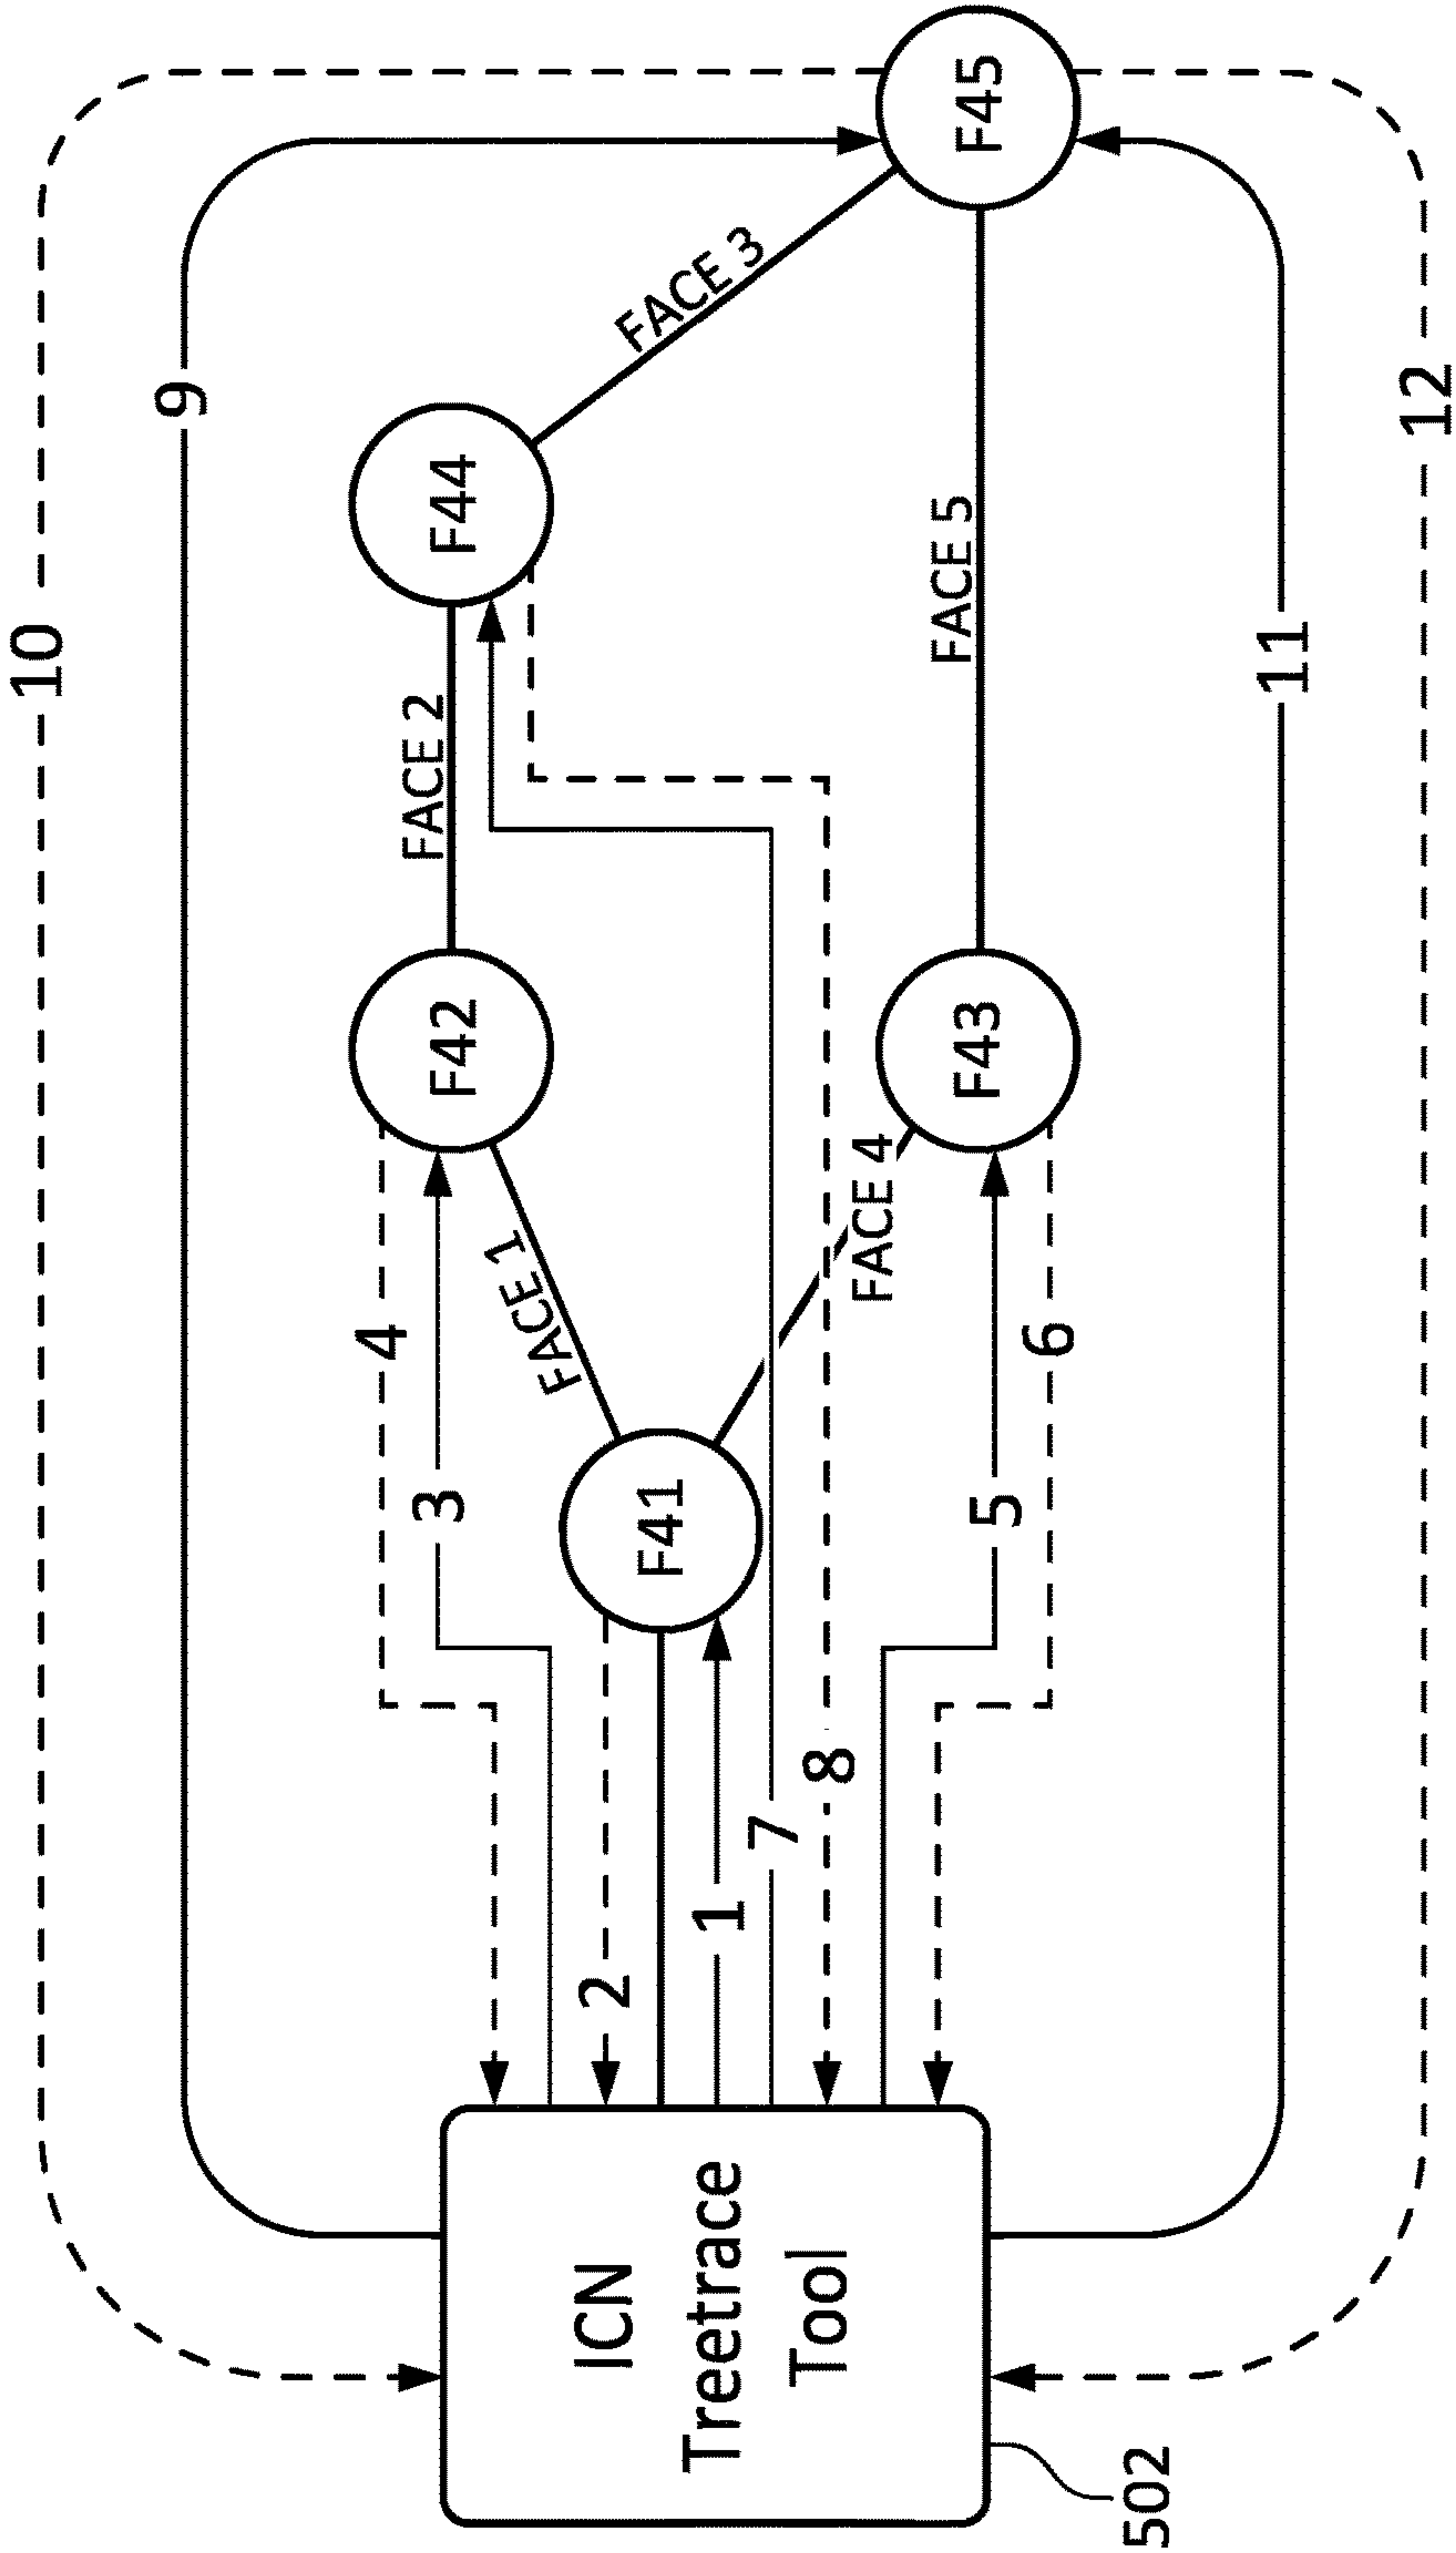 10
9
4
3
FACE 1
F42
FACE 2
F44
FACE 3
ICN
Treetrace
Tool
502
2
1
7
8
F41
FACE 4
5
6
F43
FACE 5
F45
11
12